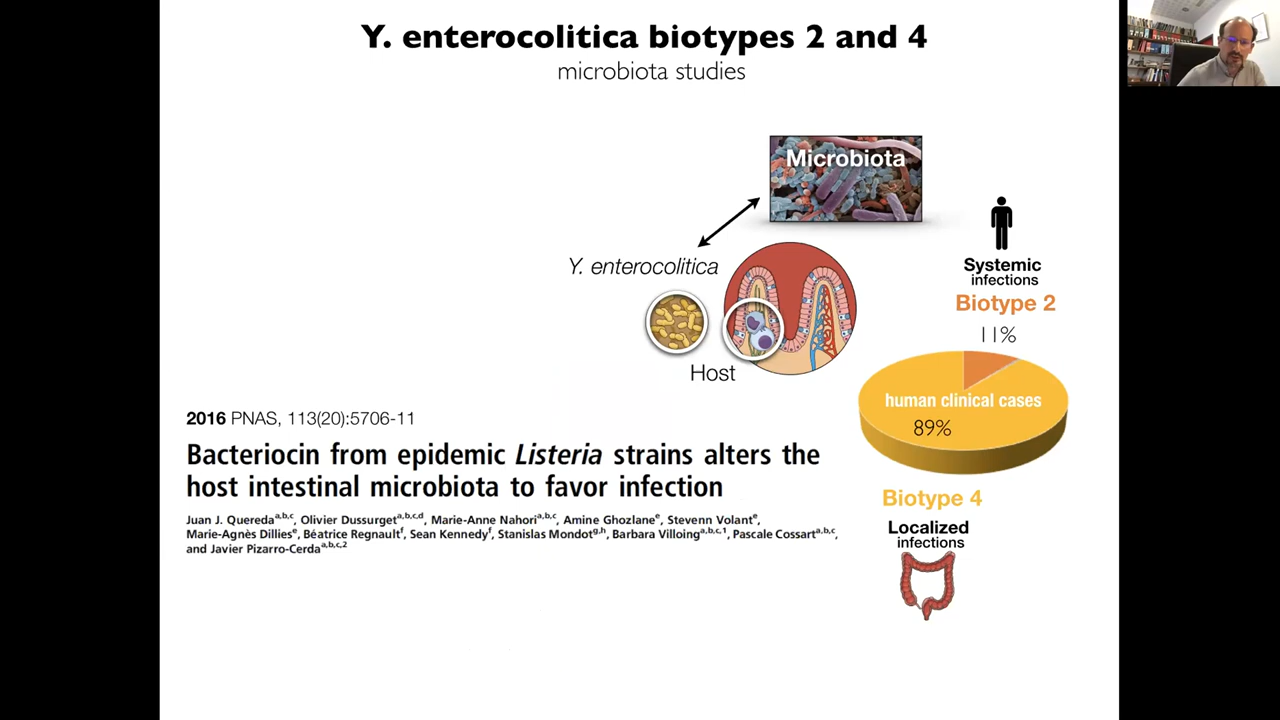 Y. enterocolitica biotypes 2 and 4
microbiota studies
Microbiota
Y. enterocolitica
Host
Systemic
infections
Biotype 2
11%
human clinical cases
89%
Biotype 4
Localized
infections
2016 PNAS, 113(20):5706-11
Bacteriocin from epidemic Listeria strains alters the
host intestinal microbiota to favor infection
Juan J. Quereda a,b,c, Olivier Dussurget a,b,c,d, Marie-Anne Nahori a,b,c, Amine Ghozlane e, Stevenn Volant e,
Marie-Agnès Dillies e, Béatrice Regnault f, Sean Kennedy f, Stanislas Mondot g,h, Barbara Villoing a,b,c,1, Pascale Cossart a,b,c,
and Javier Pizarro-Cerda a,b,c,2